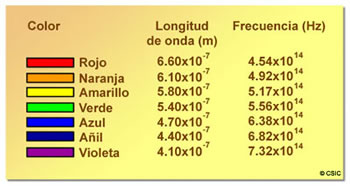 Color Longitud de onda (m) Frecuencia (Hz)
Rojo 6.60x10-7 4.54x1014
Naranja 6.10x10-7 4.92x1014
Amarillo 5.80x10-7 5.17x1014
Verde 5.40x10-7 5.56x1014
Azul 4.70x10-7 6.38x1014
Añil 4.40x10-7 6.82x1014
Violeta 4.10x10-7 7.32x1014
© CSIC